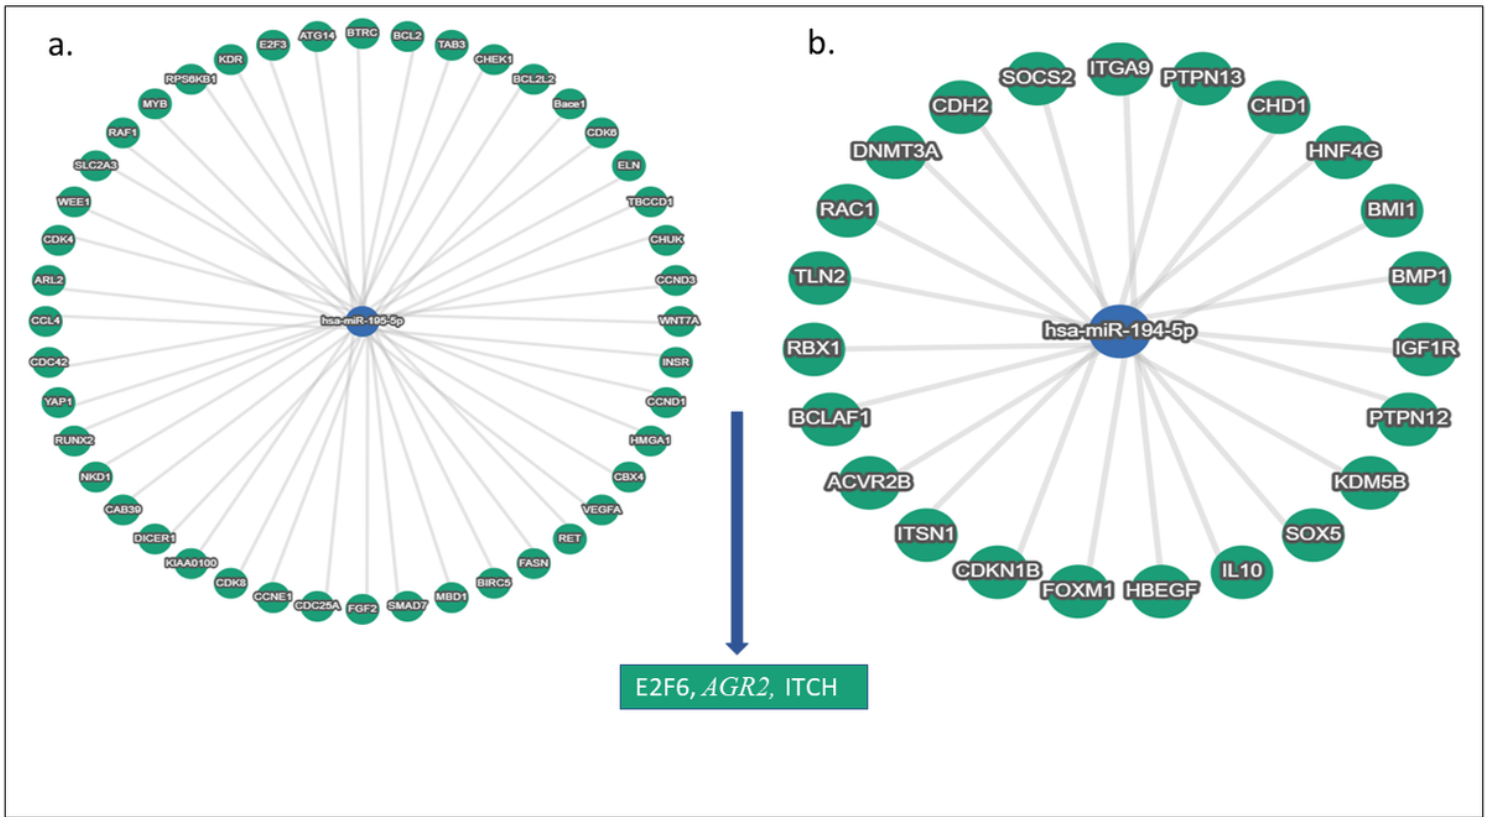 a.
BTRC
BCL2
TAB3
CHEK1
BCL2L2
Bace1
CDK6
ELN
TBCCD1
CHUK
CCND3
WNT7A
INSR
CCND1
HMGA1
CBX4
VEGFA
RET
FASN
BIRC5
MBD1
SMAD7
FGF2
CDC25A
CCNE1
CDK8
KIAA0100
DICER1
CAB39
NKD1
RUNX2
YAP1
CDC42
CCL4
ARL2
CDK4
WEE1
SLC2A3
RAF1
MYB
RPS6KB1
KDR
E2F3
ATG14
hsa-miR-195-5p
b.
ITGA9
PTPN13
CHD1
HNF4G
BMI1
BMP1
IGF1R
PTPN12
KDM5B
SOX5
IL10
HBEGF
FOXM1
CDKN1B
ITSN1
ACVR2B
BCLAF1
RBX1
TLN2
RAC1
DNMT3A
CDH2
SOCS2
hsa-miR-194-5p
E2F6, AGR2, ITCH